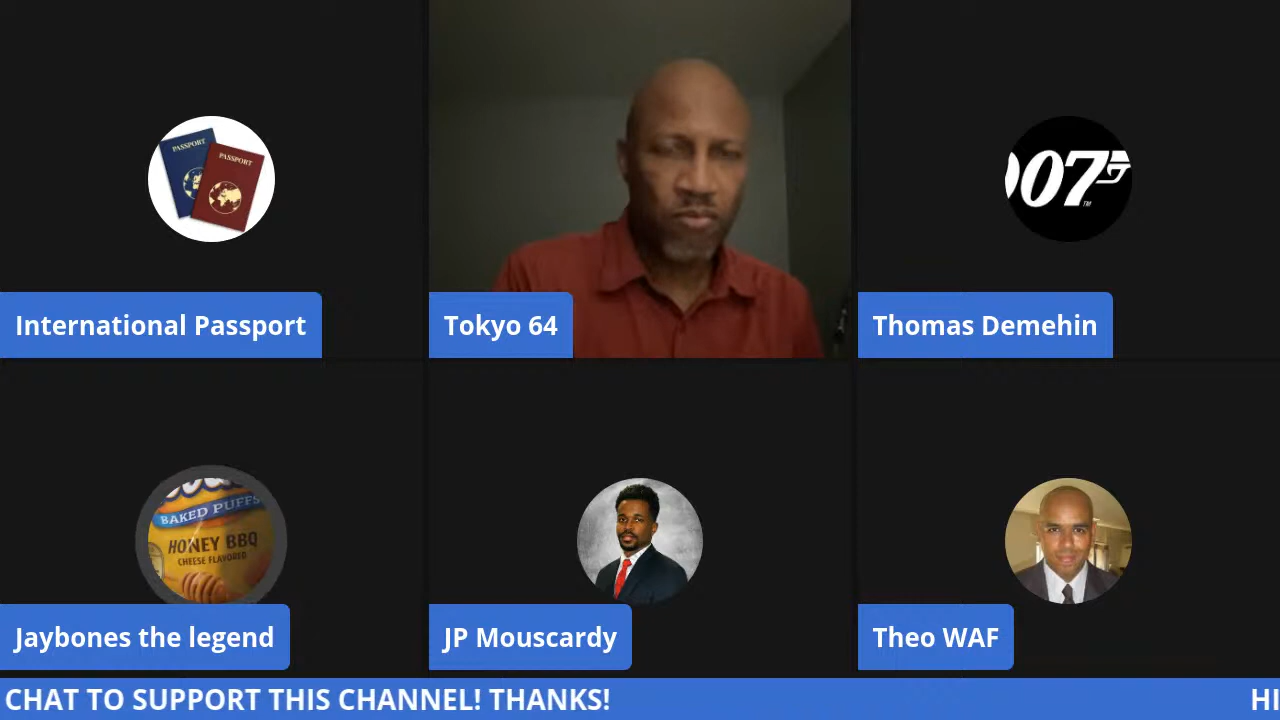 PASSPORT
PASSPORT
007
TM
International Passport
Tokyo 64
Thomas Demehin
BAKED PUFFS
HONEY BBQ
CHEESE FLAVORED
Jaybones the legend
JP Mouscardy
Theo WAF
CHAT TO SUPPORT THIS CHANNEL! THANKS! HI